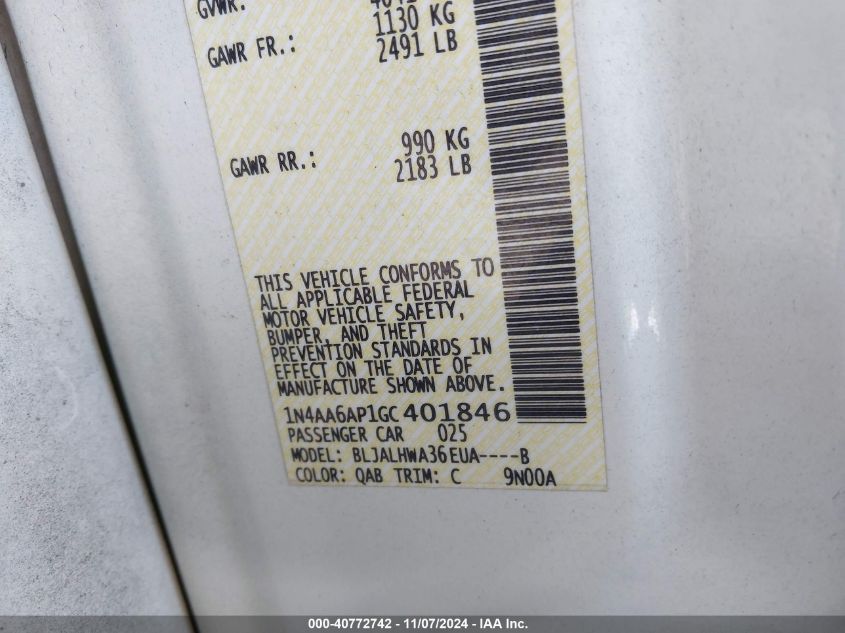 GVWR:
1130 KG
GAWR FR.: 2491 LB
990 KG
GAWR RR.: 2183 LB
THIS VEHICLE CONFORMS TO
ALL APPLICABLE FEDERAL
MOTOR VEHICLE SAFETY,
BUMPER, AND THEFT
PREVENTION STANDARDS IN
EFFECT ON THE DATE OF
MANUFACTURE SHOWN ABOVE.
1N4AA6AP1GC401846
PASSENGER CAR 025
MODEL: BLJALHWA36EUA----B
COLOR: QAB TRIM: C 9N00A
000-40772742 - 11/07/2024 - IAA Inc.